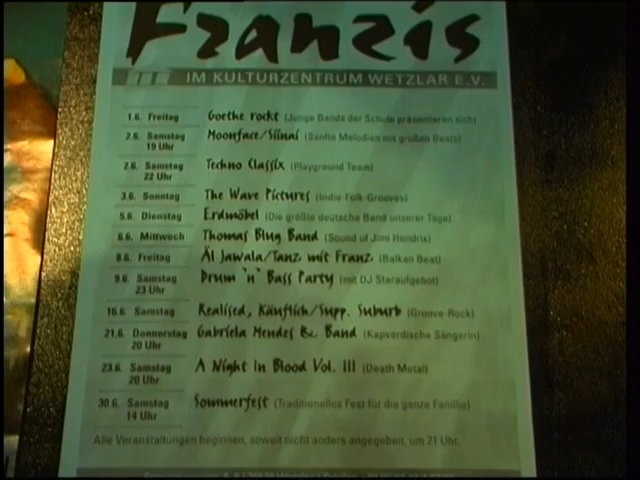 Franzis
IM KULTURZENTRUM WETZLAR E.V.
1.6. Freitag Goethe rockt (Junge Bands der Schule präsentieren sich)
2.6. Samstag Moonface/Siinai (Sanfte Melodien mit großen Beats)
19 Uhr
2.6. Samstag Techno Classix (Playground Team)
22 Uhr
3.6. Sonntag The Wave Pictures (Indie-Folk-Grooves)
5.6. Dienstag Erdmöbel (Die größte deutsche Band unserer Tage)
6.6. Mittwoch Thomas Blug Band (Sound of Jimi Hendrix)
8.6. Freitag Äl Jawala/Tanz mit Franz (Balkan Beat)
9.6. Samstag Drum 'n' Bass Party (mit DJ Staraufgebot)
23 Uhr
16.6. Samstag Realised, Käuflich/Supp. Suburb (Groove-Rock)
21.6. Donnerstag Gabriela Mendes & Band (Kapverdische Sängerin)
20 Uhr
23.6. Samstag A Night In Blood Vol. III (Death Metal)
20 Uhr
30.6. Samstag Sommerfest (Traditionelles Fest für die ganze Familie)
14 Uhr
Alle Veranstaltungen beginnen, soweit nicht anders angegeben, um 21 Uhr.